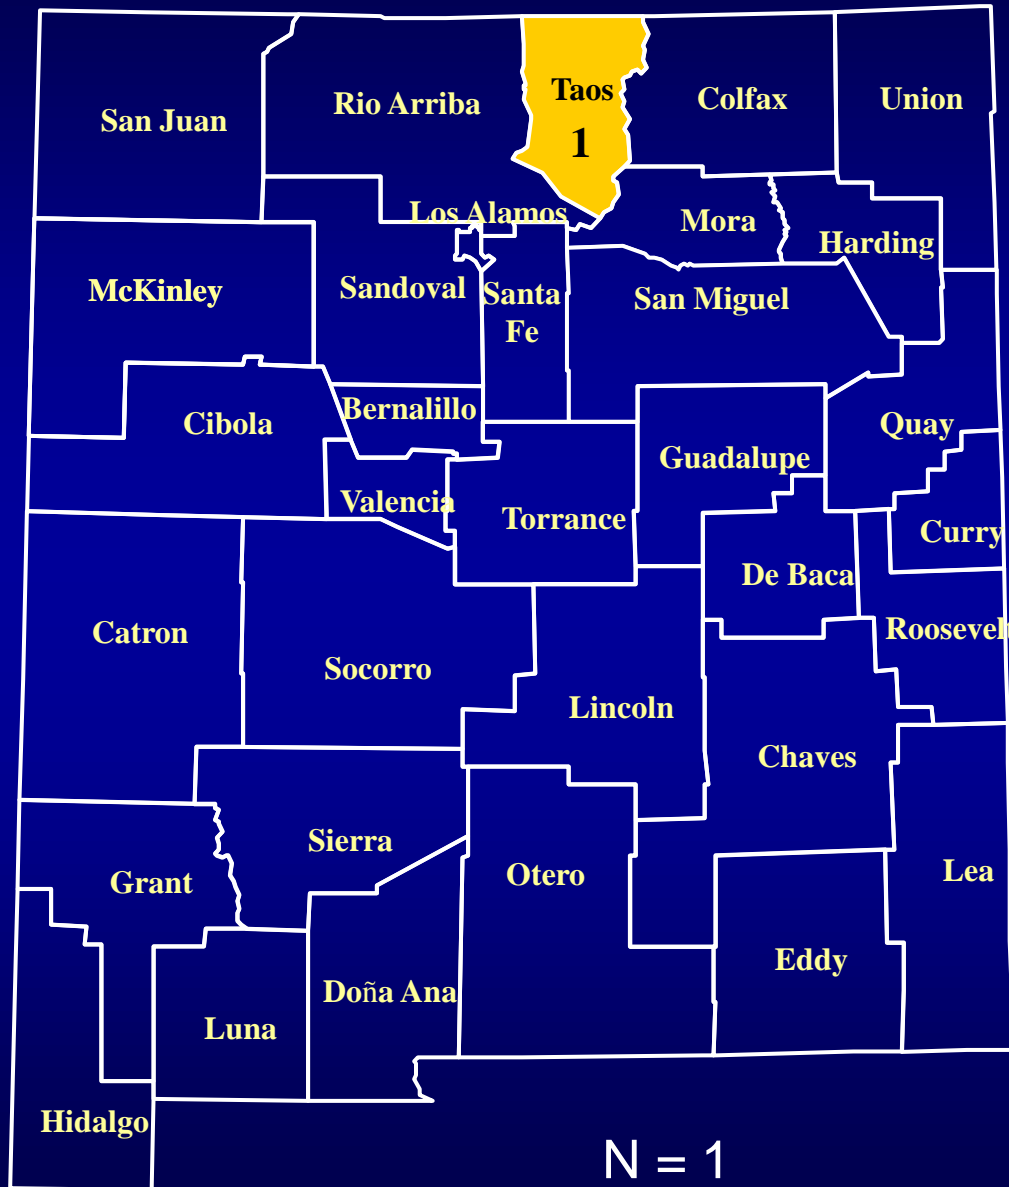 Taos
1
Rio Arriba
Colfax
Union
San Juan
Los Alamos
Mora
Harding
McKinley
Sandoval
Santa
Fe
San Miguel
Bernalillo
Cibola
Quay
Guadalupe
Valencia
Torrance
Curry
De Baca
Catron
Roosevelt
Socorro
Lincoln
Chaves
Sierra
Otero
Lea
Grant
Eddy
Doña Ana
Luna
Hidalgo
N = 1